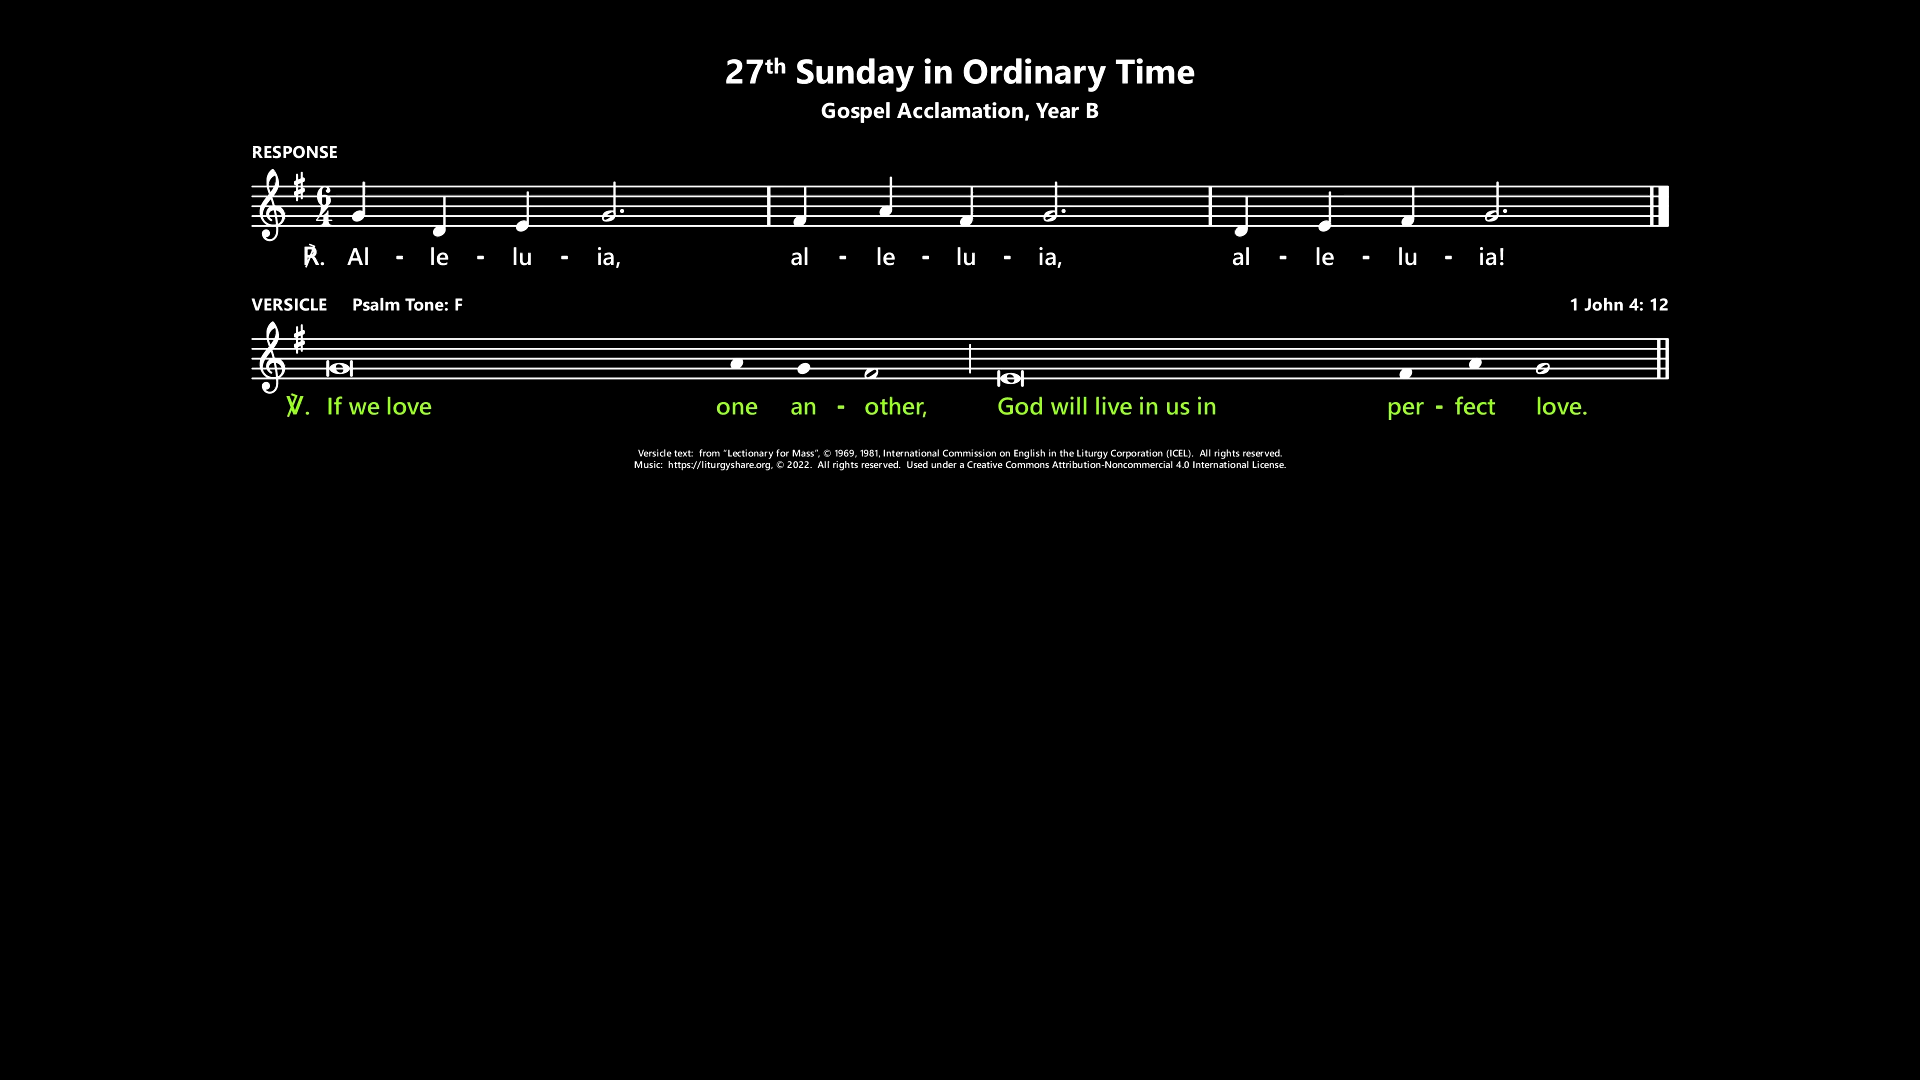 27th Sunday in Ordinary Time
Gospel Acclamation, Year B
RESPONSE
6
4
℟. Al - le - lu - ia, al - le - lu - ia, al - le - lu - ia!
VERSICLE Psalm Tone: F 1 John 4: 12
℣. If we love one an - other, God will live in us in per - fect love.
Versicle text: from “Lectionary for Mass”, © 1969, 1981, International Commission on English in the Liturgy Corporation (ICEL). All rights reserved.
Music: https://liturgyshare.org, © 2022. All rights reserved. Used under a Creative Commons Attribution-Noncommercial 4.0 International License.